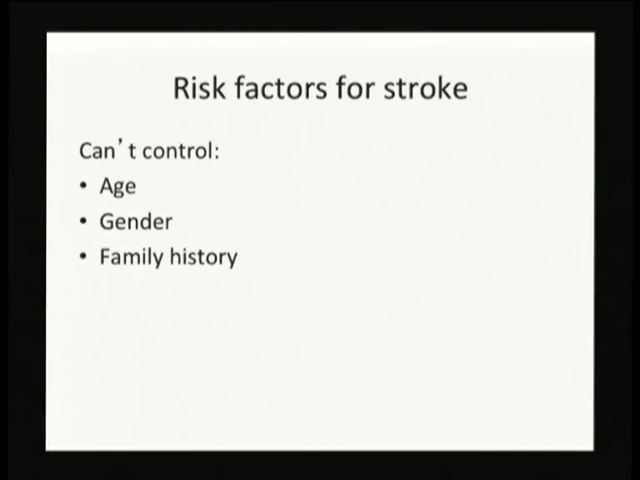 Risk factors for stroke
Can’t control:
• Age
• Gender
• Family history